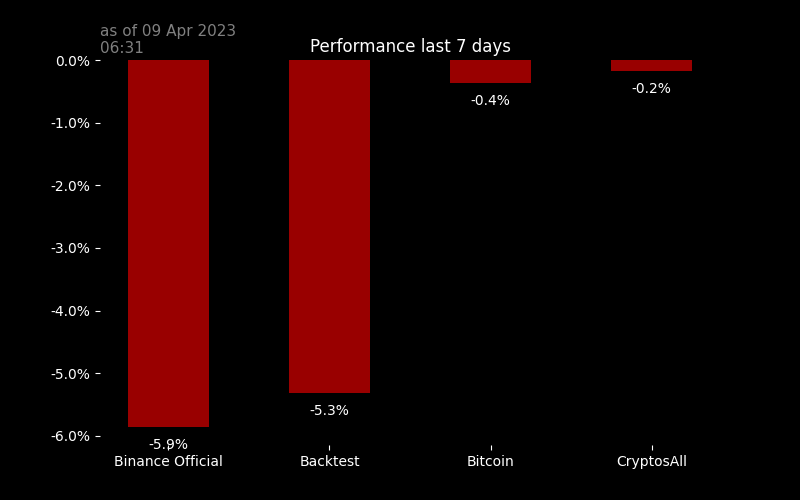 as of 09 Apr 2023
06:31
Performance last 7 days
0.0%
-1.0%
-2.0%
-3.0%
-4.0%
-5.0%
-6.0%
-5.9%
-5.3%
-0.4%
-0.2%
Binance Official
Backtest
Bitcoin
CryptosAll